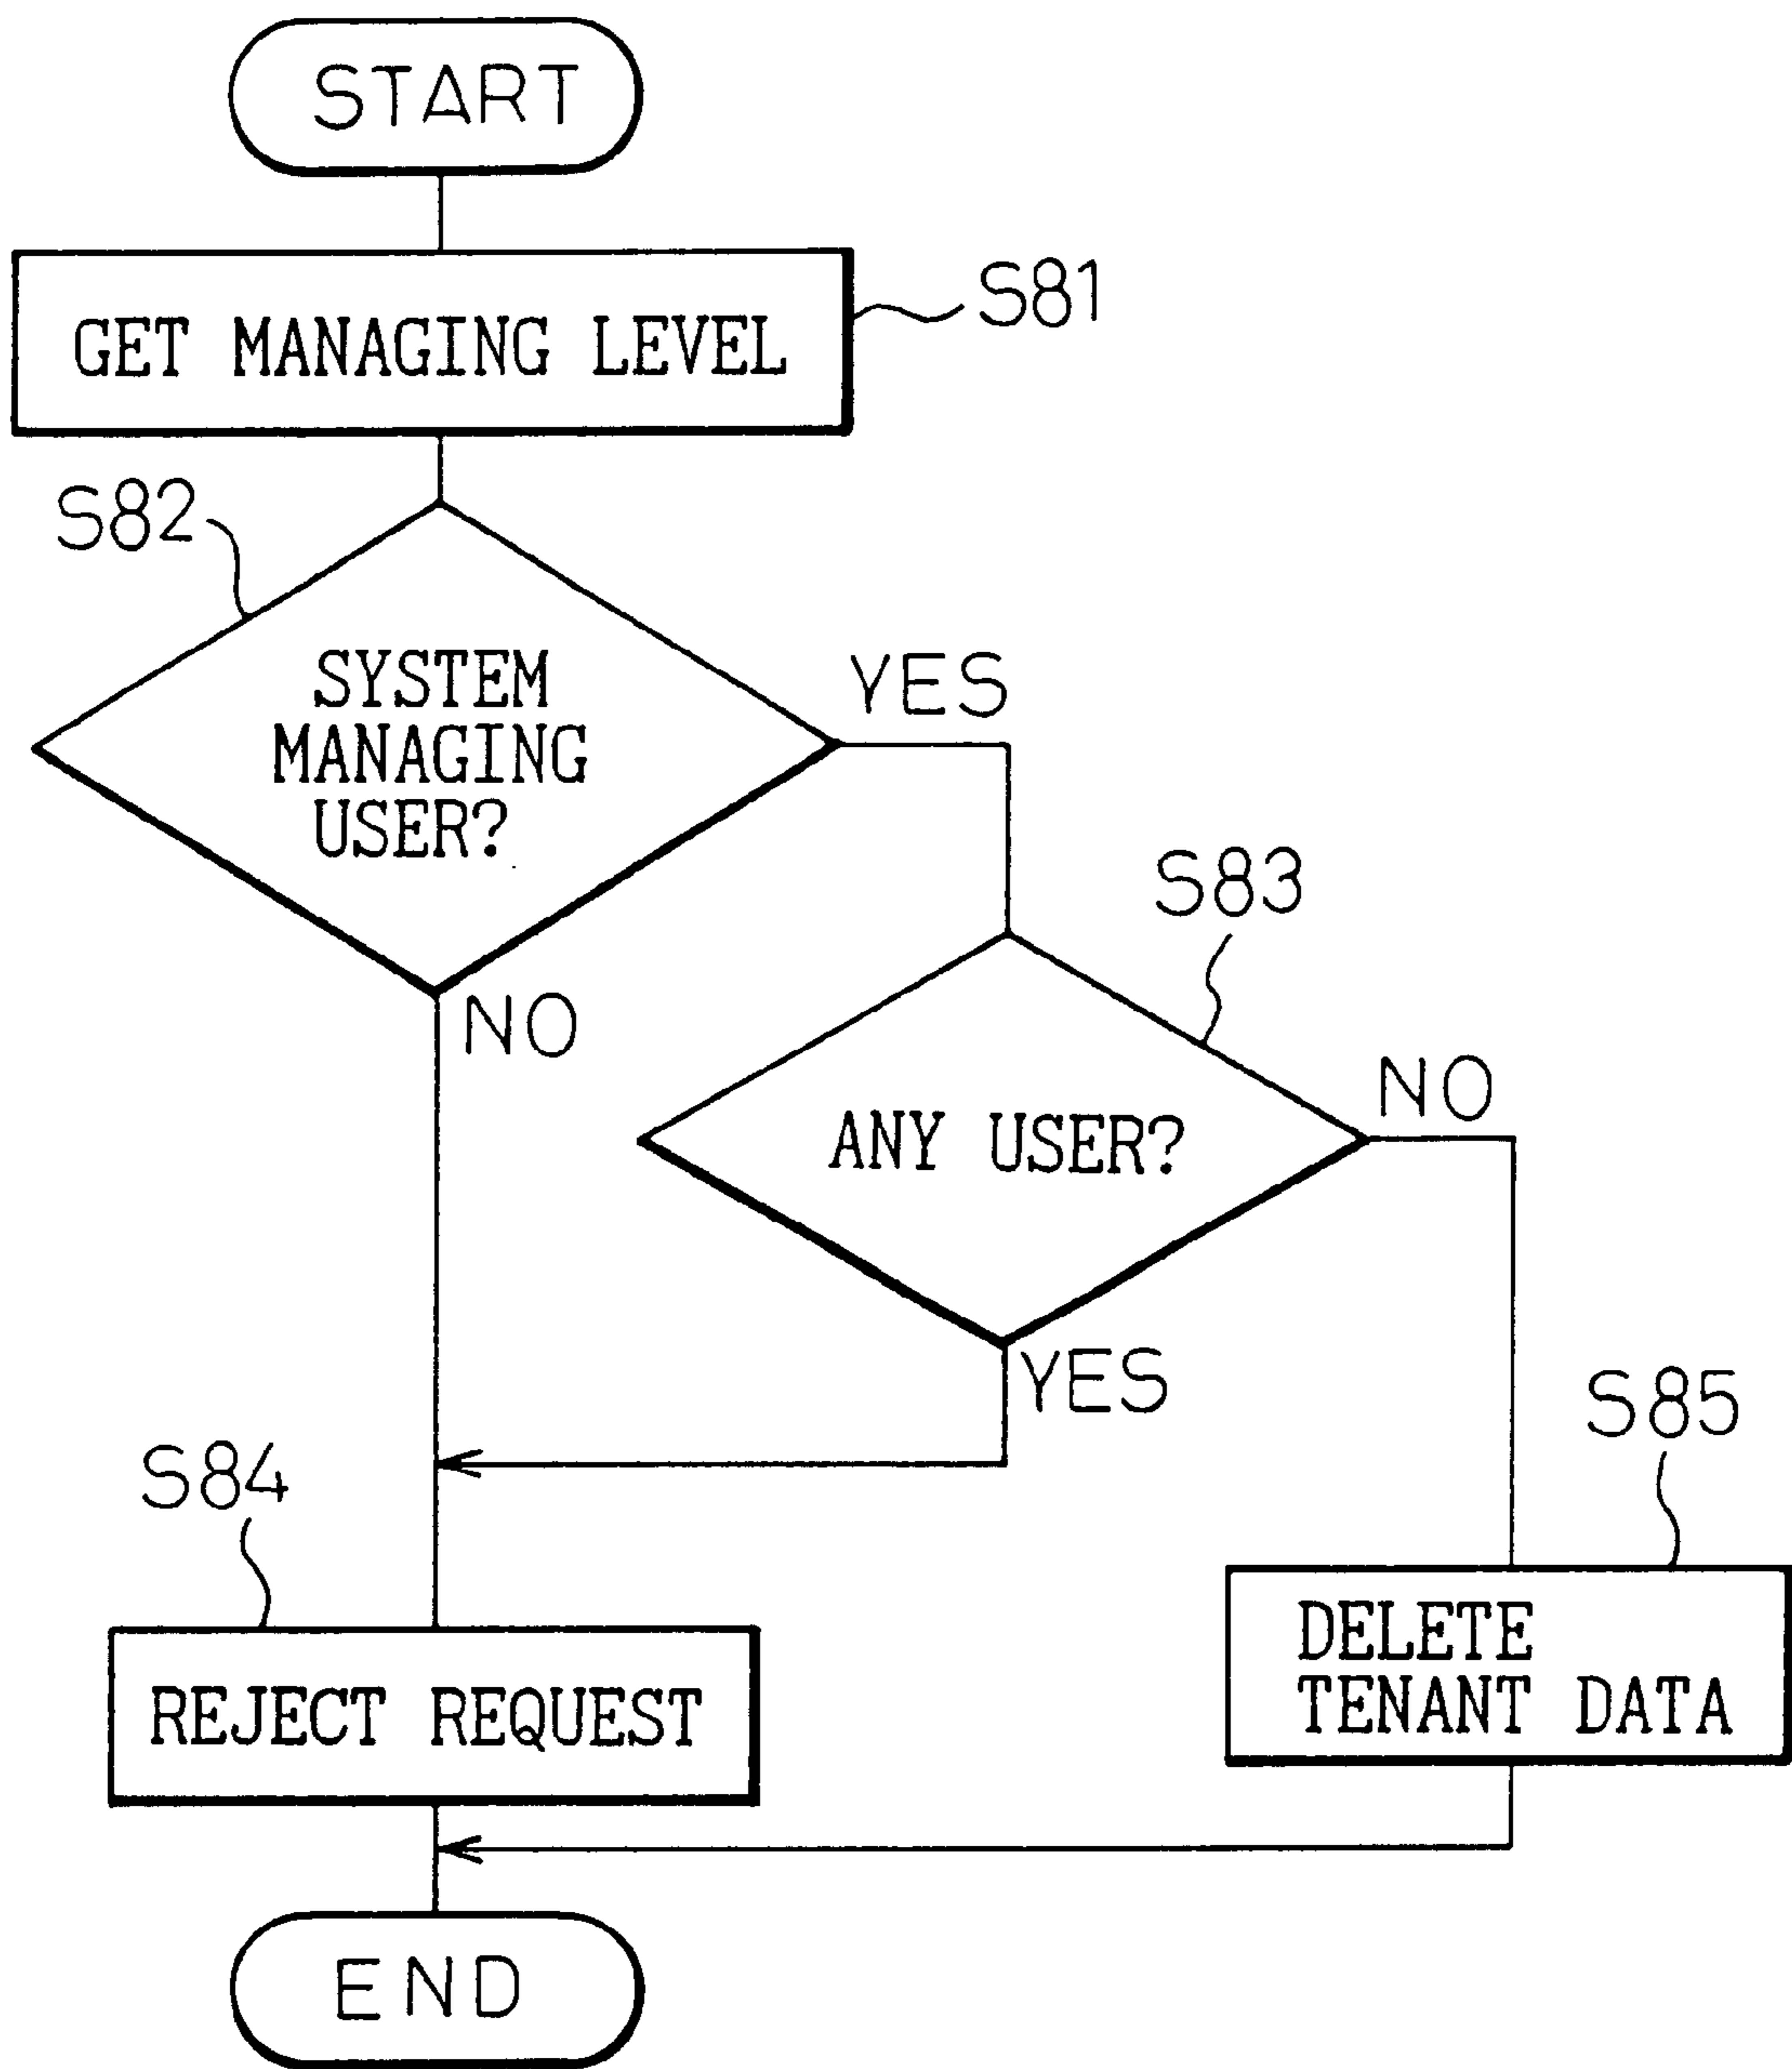 START
GET MANAGING LEVEL
S81
S82
SYSTEM
MANAGING
USER?
YES
NO
S83
ANY USER?
NO
YES
S84
REJECT REQUEST
S85
DELETE
TENANT DATA
END